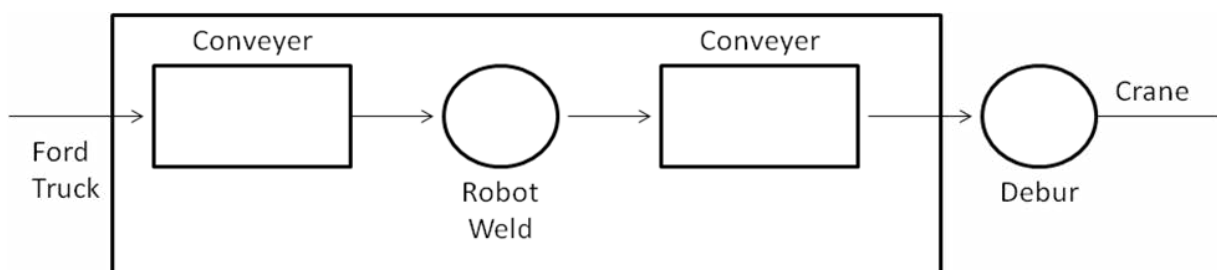 Conveyer
Conveyer
Crane
Ford
Truck
Robot
Weld
Debur